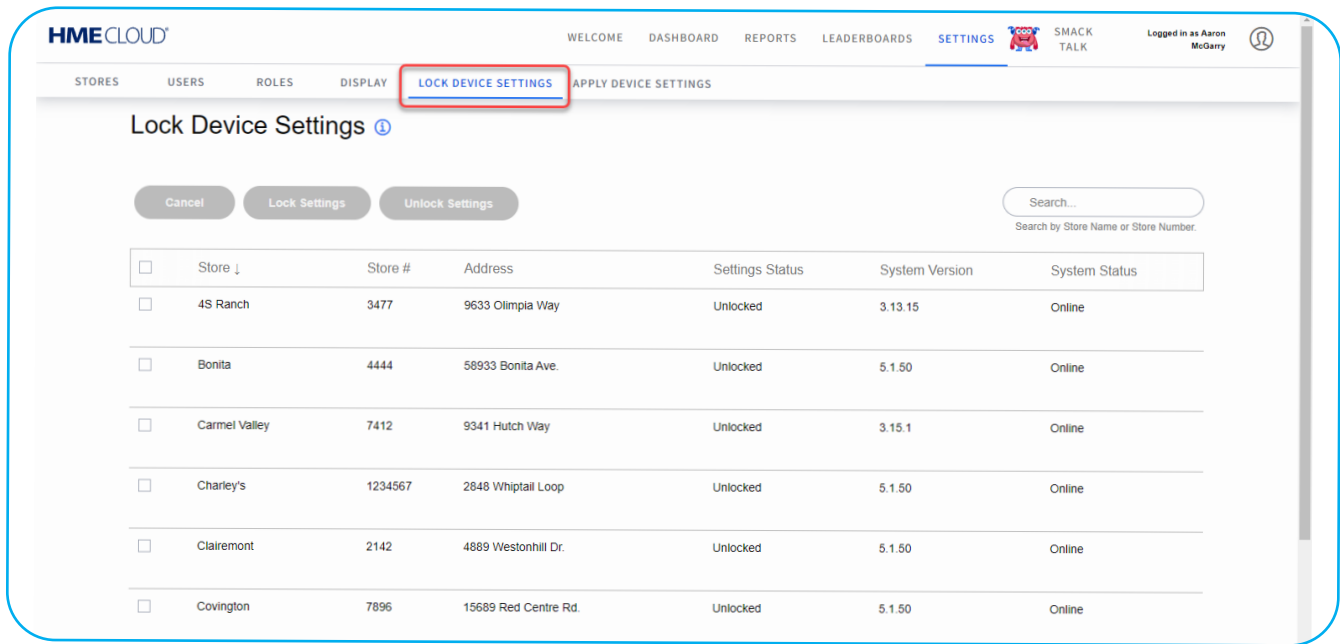 HME CLOUD®
WELCOME DASHBOARD REPORTS LEADERBOARDS SETTINGS SMACK TALK Logged in as Aaron McGarry
STORES USERS ROLES DISPLAY LOCK DEVICE SETTINGS APPLY DEVICE SETTINGS
Lock Device Settings
Cancel Lock Settings Unlock Settings Search...
Search by Store Name or Store Number.
Store ↓ Store # Address Settings Status System Version System Status
4S Ranch 3477 9633 Olimpia Way Unlocked 3.13.15 Online
Bonita 4444 58933 Bonita Ave. Unlocked 5.1.50 Online
Carmel Valley 7412 9341 Hutch Way Unlocked 3.15.1 Online
Charley's 1234567 2848 Whiptail Loop Unlocked 5.1.50 Online
Clairemont 2142 4889 Westonhill Dr. Unlocked 5.1.50 Online
Covington 7896 15689 Red Centre Rd. Unlocked 5.1.50 Online